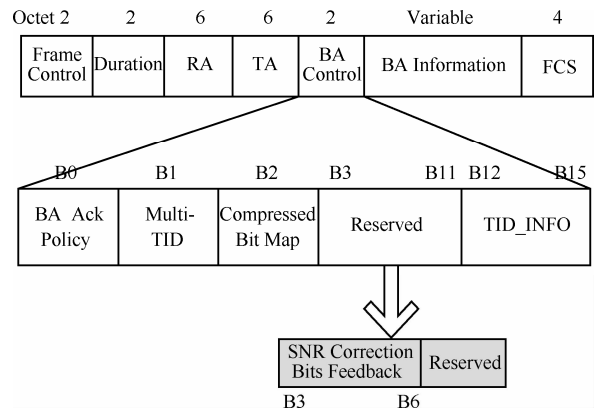 Octet 2 2 6 6 2 Variable 4
Frame Control Duration RA TA BA Control BA Information FCS
B0 B1 B2 B3 B11 B12 B15
BA Ack Policy Multi-TID Compressed Bit Map Reserved TID_INFO
SNR Correction Bits Feedback Reserved
B3 B6